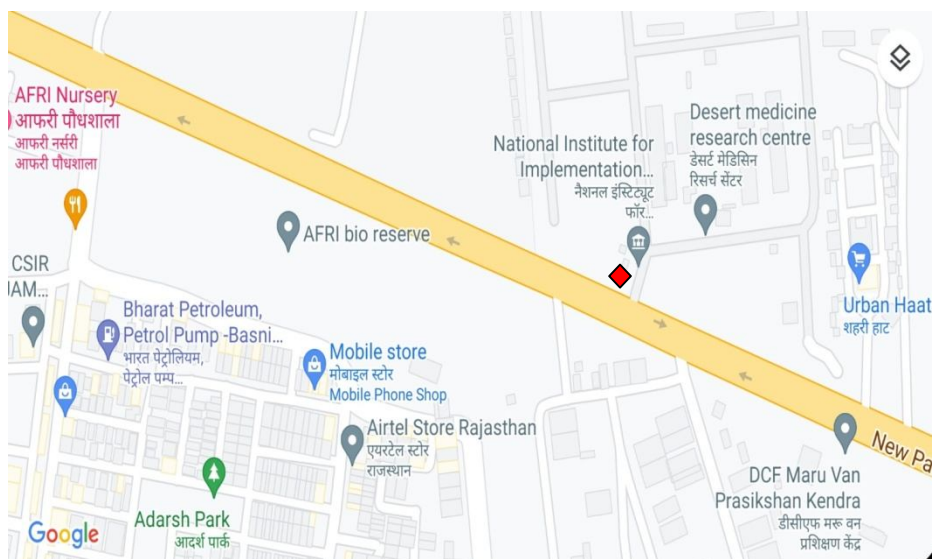 AFRI Nursery
आफरी पौधशाला
आफरी नर्सरी
आफरी पौधशाला
National Institute for
Implementation...
नैशनल इंस्टिट्यूट
फॉर...
Desert medicine
research centre
डेसर्ट मेडिसिन
रिसर्च सेंटर
AFRI bio reserve
CSIR
JAM...
Urban Haat
शहरी हाट
Bharat Petroleum,
Petrol Pump -Basni...
भारत पेट्रोलियम,
पेट्रोल पम्प...
Mobile store
मोबाइल स्टोर
Mobile Phone Shop
Airtel Store Rajasthan
एयरटेल स्टोर
राजस्थान
New Pa
DCF Maru Van
Prasikshan Kendra
डीसीएफ मरू वन
प्रशिक्षण केंद्र
Adarsh Park
आदर्श पार्क
Google